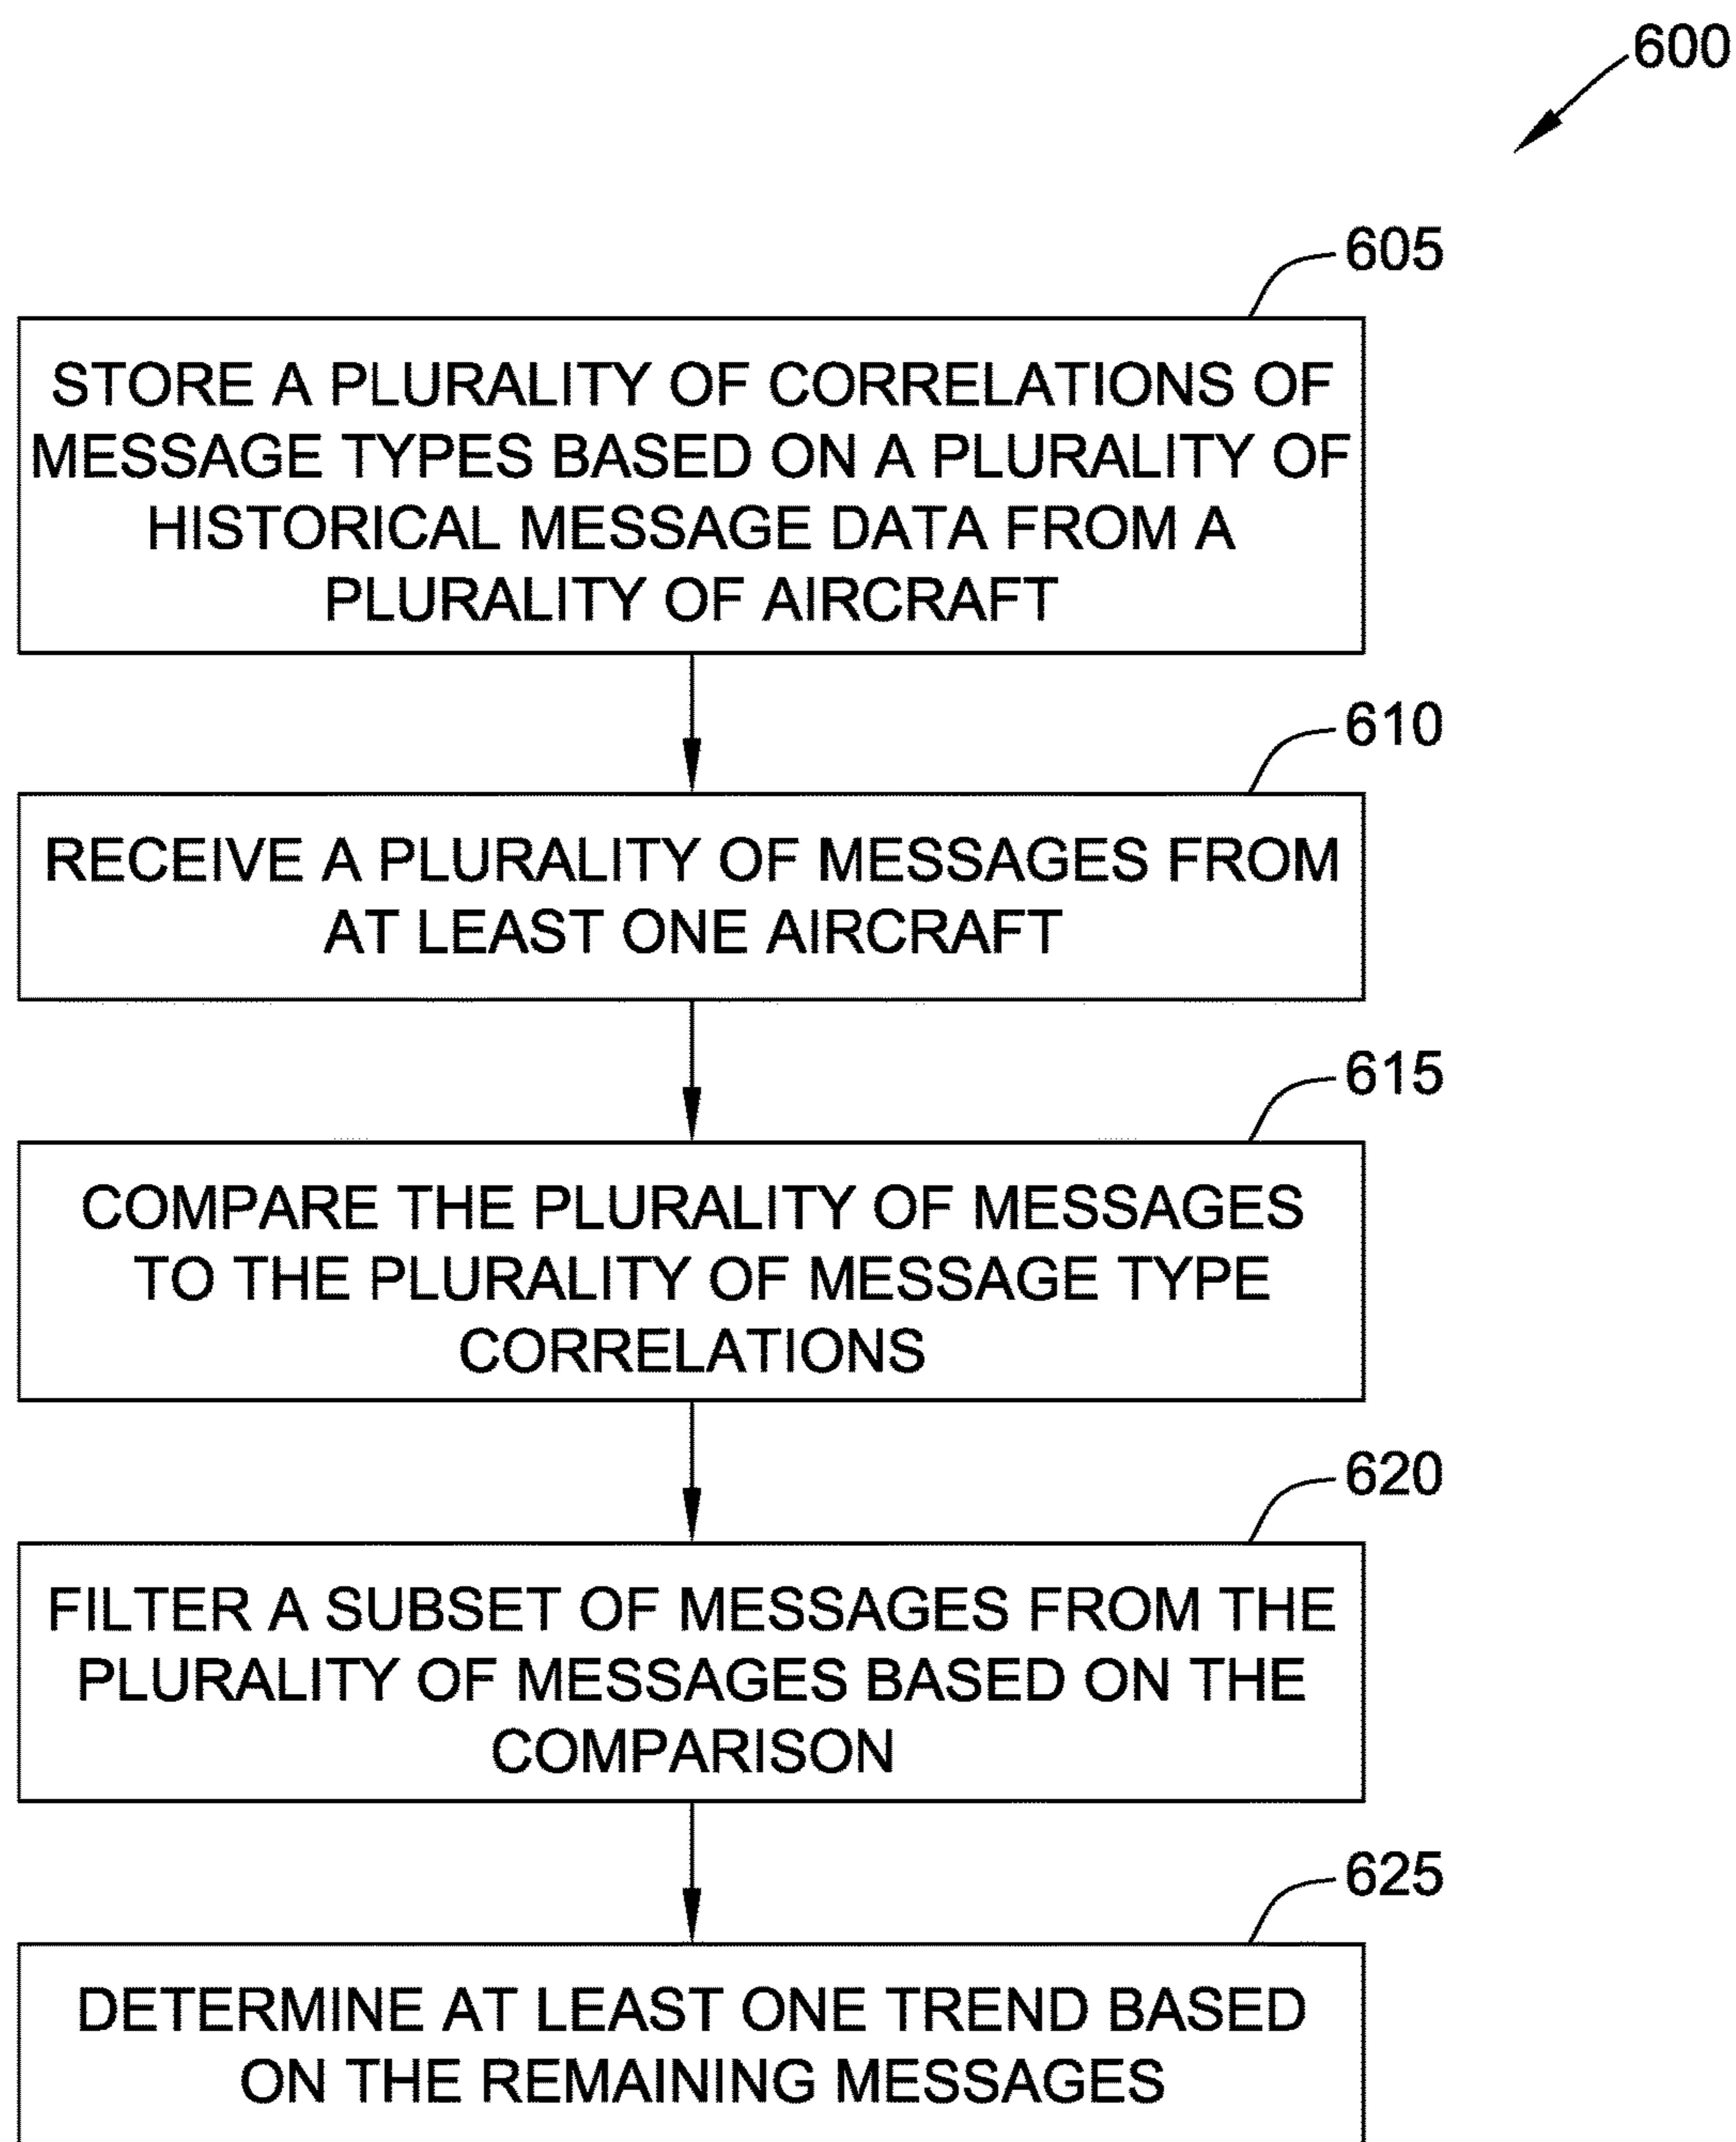 600
605
STORE A PLURALITY OF CORRELATIONS OF
MESSAGE TYPES BASED ON A PLURALITY OF
HISTORICAL MESSAGE DATA FROM A
PLURALITY OF AIRCRAFT
610
RECEIVE A PLURALITY OF MESSAGES FROM
AT LEAST ONE AIRCRAFT
615
COMPARE THE PLURALITY OF MESSAGES
TO THE PLURALITY OF MESSAGE TYPE
CORRELATIONS
620
FILTER A SUBSET OF MESSAGES FROM THE
PLURALITY OF MESSAGES BASED ON THE
COMPARISON
625
DETERMINE AT LEAST ONE TREND BASED
ON THE REMAINING MESSAGES